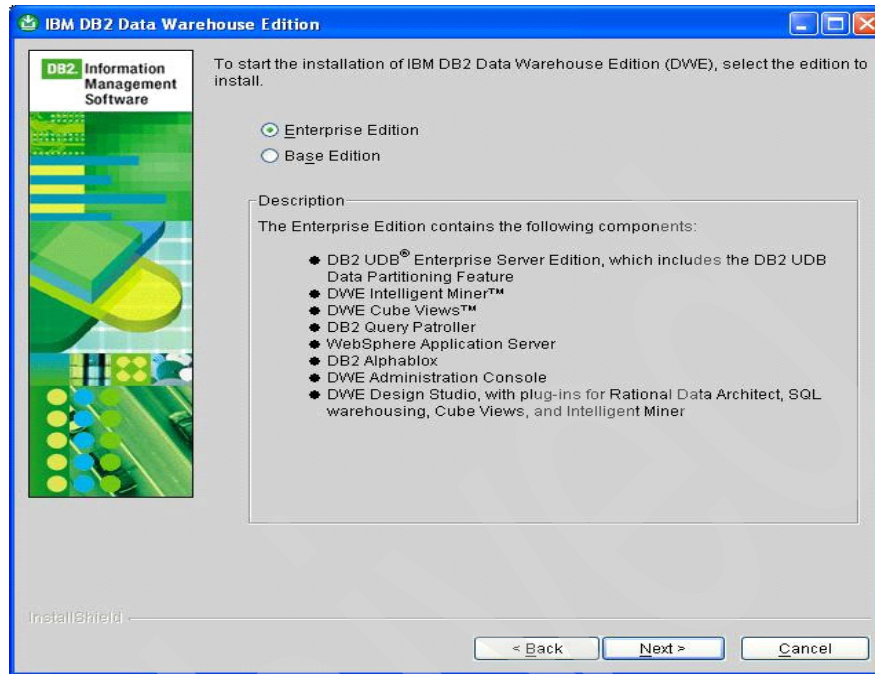 IBM DB2 Data Warehouse Edition
DB2. Information
Management
Software
To start the installation of IBM DB2 Data Warehouse Edition (DWE), select the edition to
install.
Enterprise Edition
Base Edition
Description
The Enterprise Edition contains the following components:
DB2 UDB® Enterprise Server Edition, which includes the DB2 UDB
Data Partitioning Feature
DWE Intelligent Miner™
DWE Cube Views™
DB2 Query Patroller
WebSphere Application Server
DB2 Alphablox
DWE Administration Console
DWE Design Studio, with plug-ins for Rational Data Architect, SQL
warehousing, Cube Views, and Intelligent Miner
InstallShield
< Back
Next >
Cancel